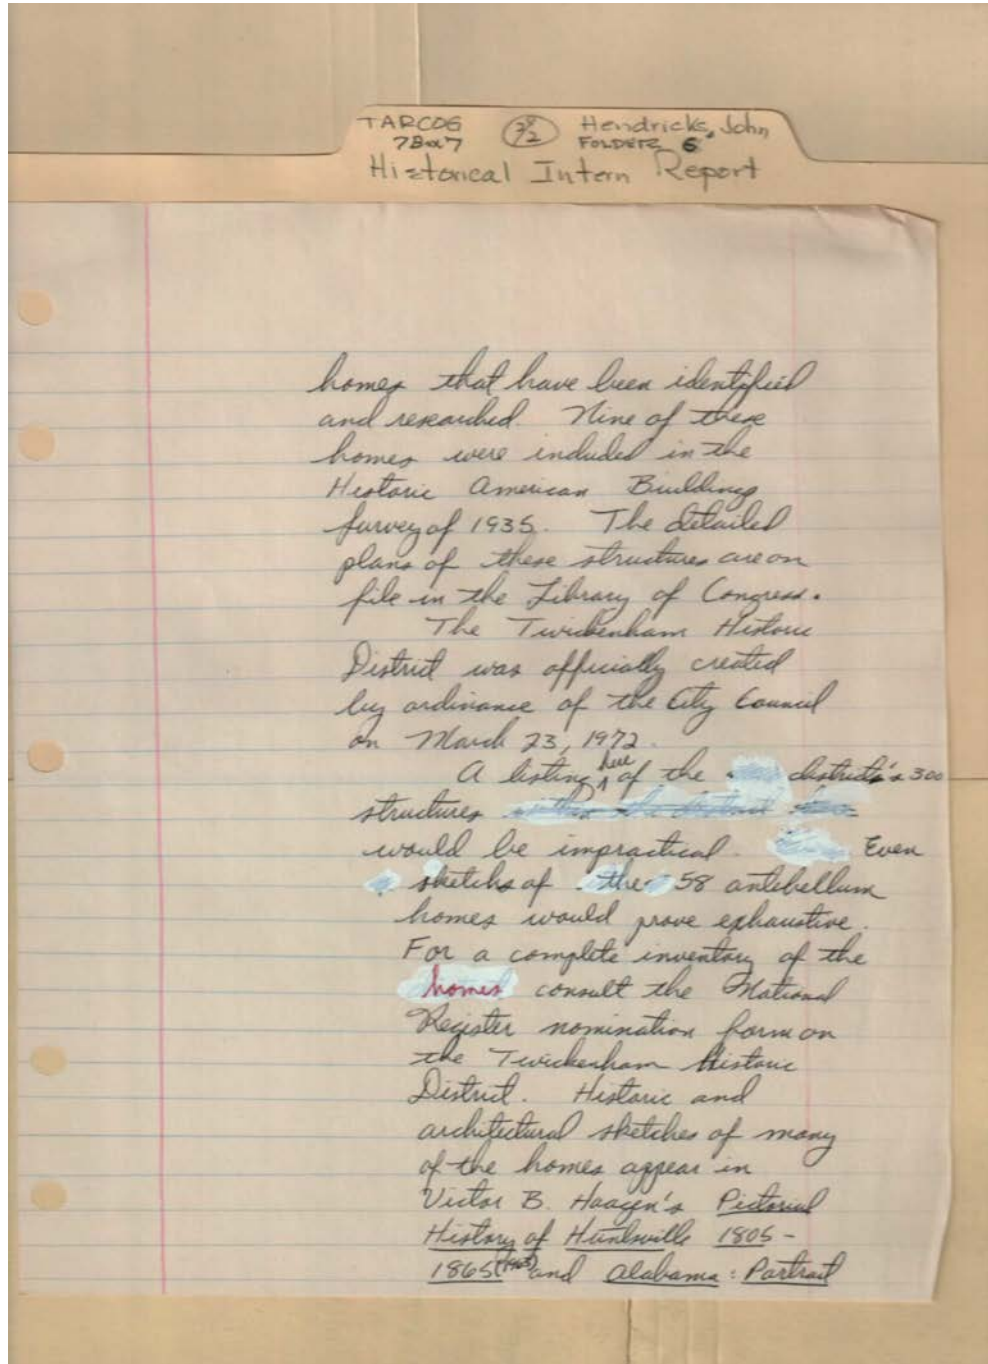 TARCOG 2/2 Hendricks, John
7B07 FOLDER 6
Historical Intern Report
homes that have been identified
and researched. Nine of these
homes were included in the
Historic American Buildings
Survey of 1935. The detailed
plans of these structures are on
file in the Library of Congress.
The Twickenham Historic
District was officially created
by ordinance of the City Council
on March 23, 1972.
A listing here of the districts's 300
structures
would be impractical. Even
sketchs of the 58 antebellum
homes would prove exhaustive.
For a complete inventory of the
homes consult the National
Register nomination form on
the Twickenham Historic
District. Historic and
architectural sketches of many
of the homes appear in
Victor B. Haagen's Pictorial
History of Huntsville 1805-
1865 and Alabama: Portrait